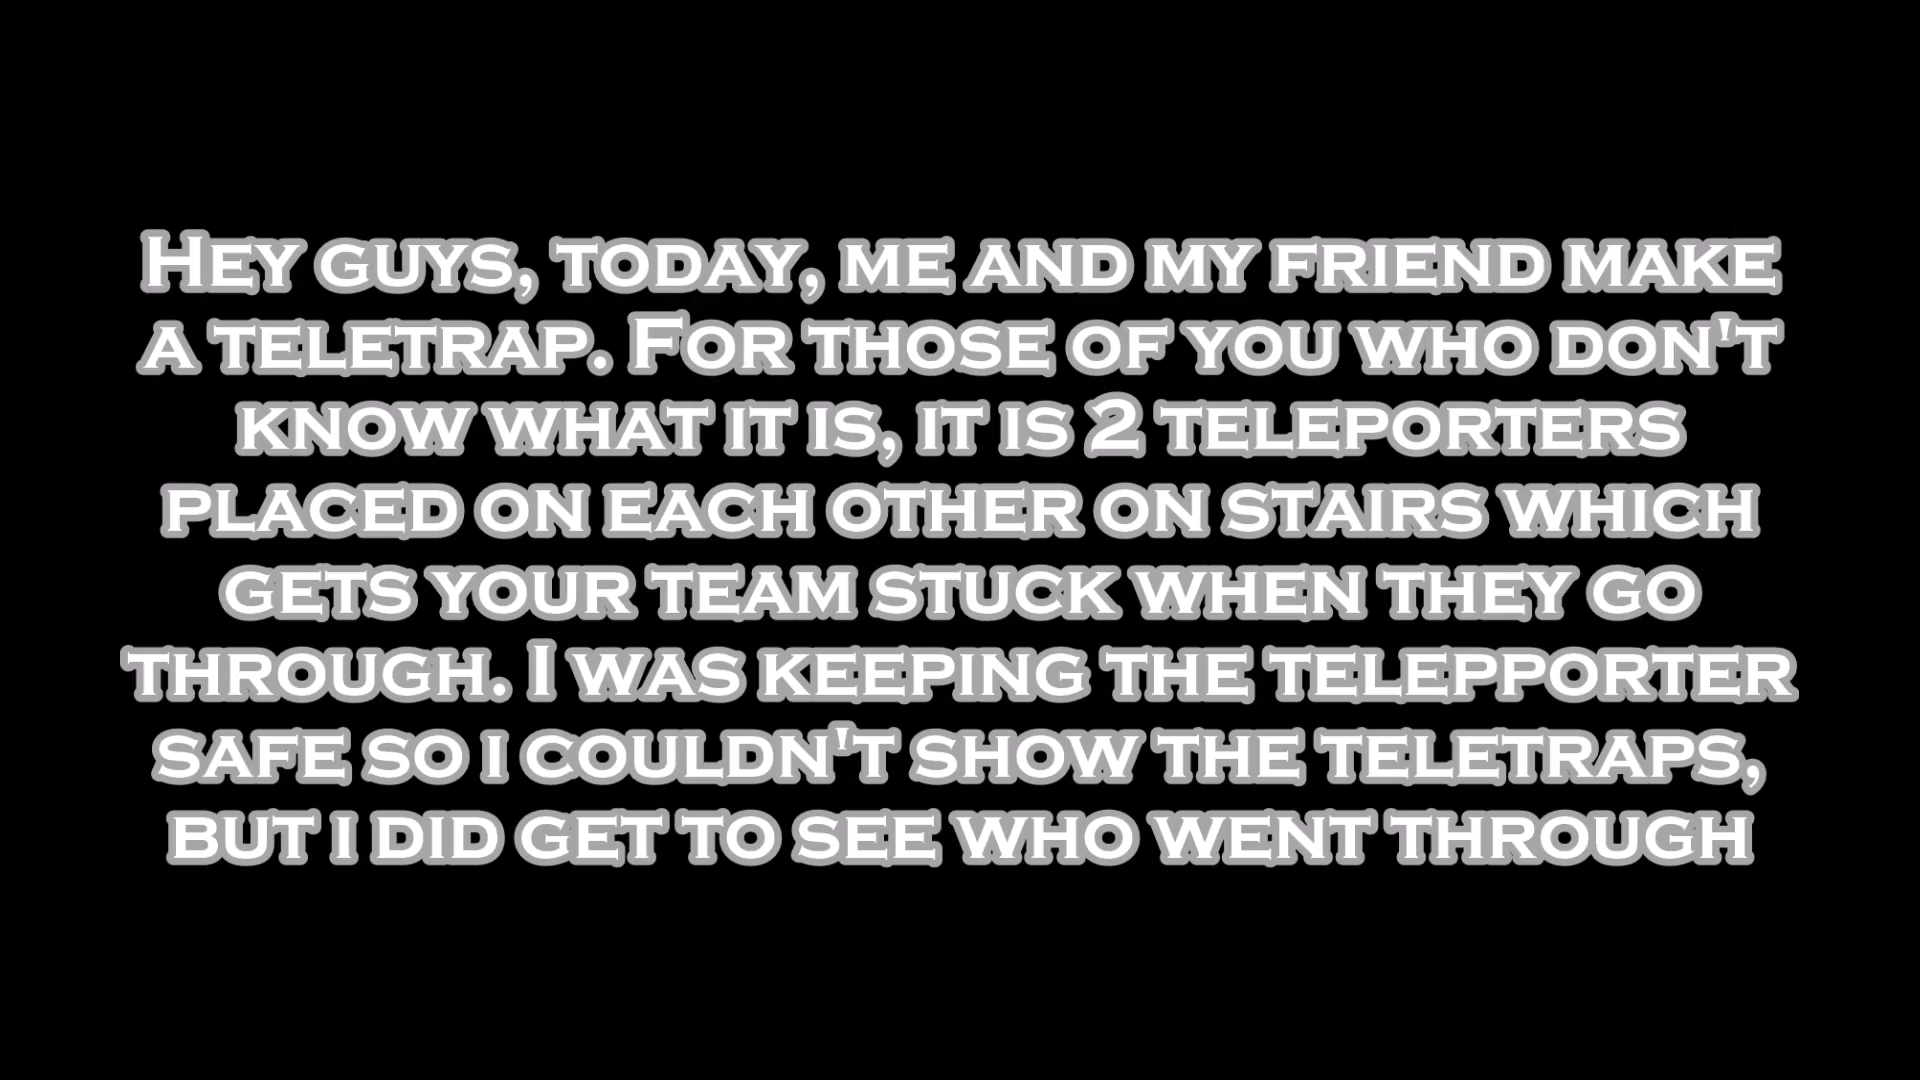 Hey guys, today, me and my friend make
a teletrap. For those of you who don't
know what it is, it is 2 teleporters
placed on each other on stairs which
gets your team stuck when they go
through. I was keeping the telepporter
safe so i couldn't show the teletraps,
but i did get to see who went through